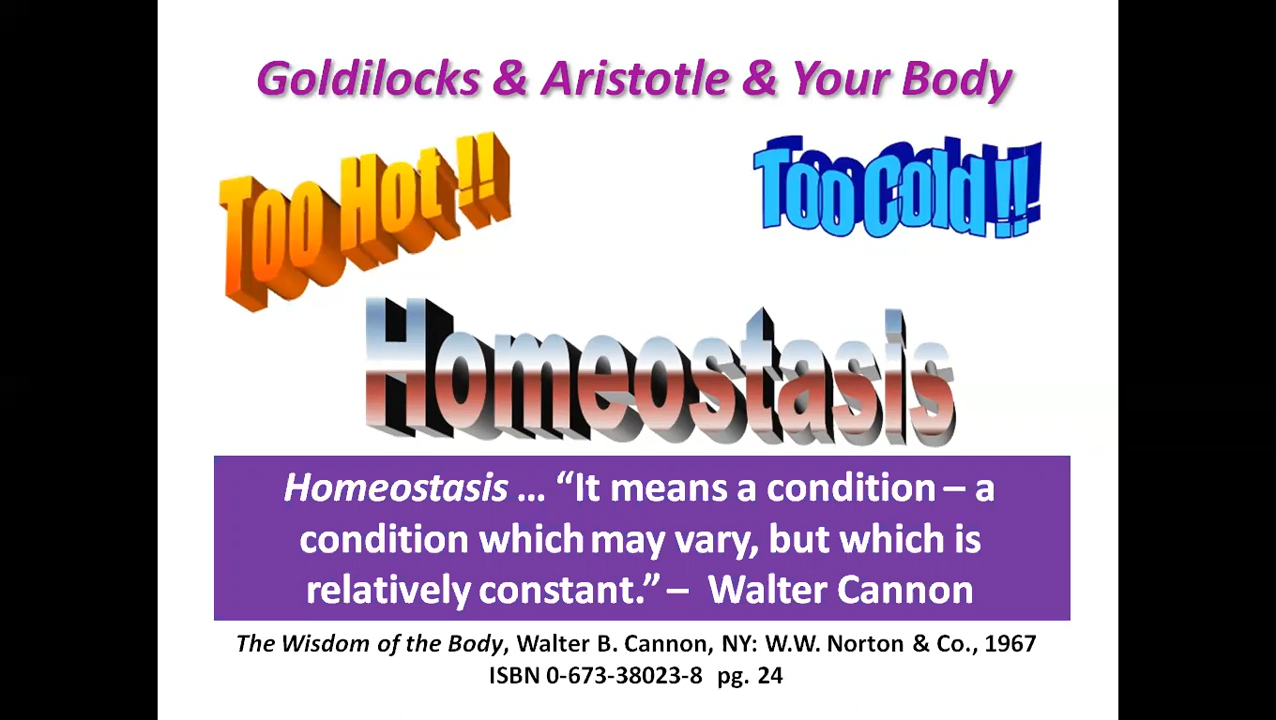 Goldilocks & Aristotle & Your Body
Too Hot !!
Too Cold !!
Homeostasis
Homeostasis ... “It means a condition – a
condition which may vary, but which is
relatively constant.” – Walter Cannon
The Wisdom of the Body, Walter B. Cannon, NY: W.W. Norton & Co., 1967
ISBN 0-673-38023-8 pg. 24